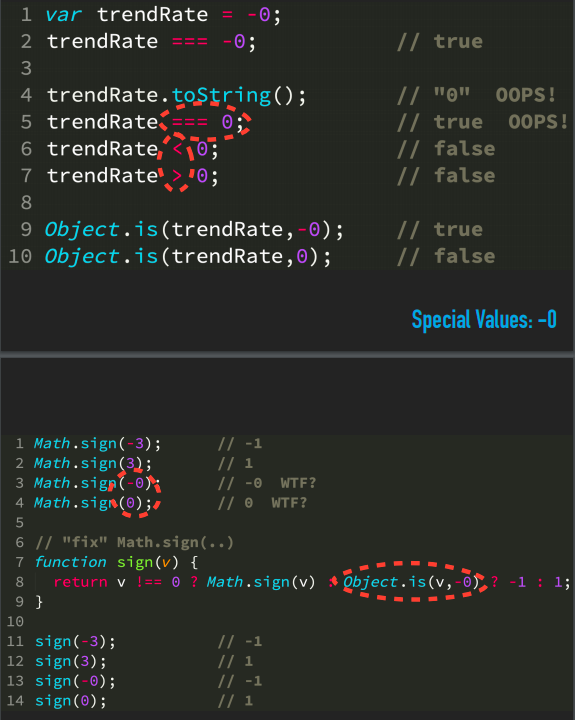 1 var trendRate = -0;
2 trendRate === -0; // true
3
4 trendRate.toString(); // "0" OOPS!
5 trendRate === 0; // true OOPS!
6 trendRate < 0; // false
7 trendRate > 0; // false
8
9 Object.is(trendRate,-0); // true
10 Object.is(trendRate,0); // false
Special Values: -0
1 Math.sign(-3); // -1
2 Math.sign(3); // 1
3 Math.sign(-0); // -0 WTF?
4 Math.sign(0); // 0 WTF?
5
6 // "fix" Math.sign(..)
7 function sign(v) {
8 return v !== 0 ? Math.sign(v) : Object.is(v,-0) ? -1 : 1;
9 }
10
11 sign(-3); // -1
12 sign(3); // 1
13 sign(-0); // -1
14 sign(0); // 1